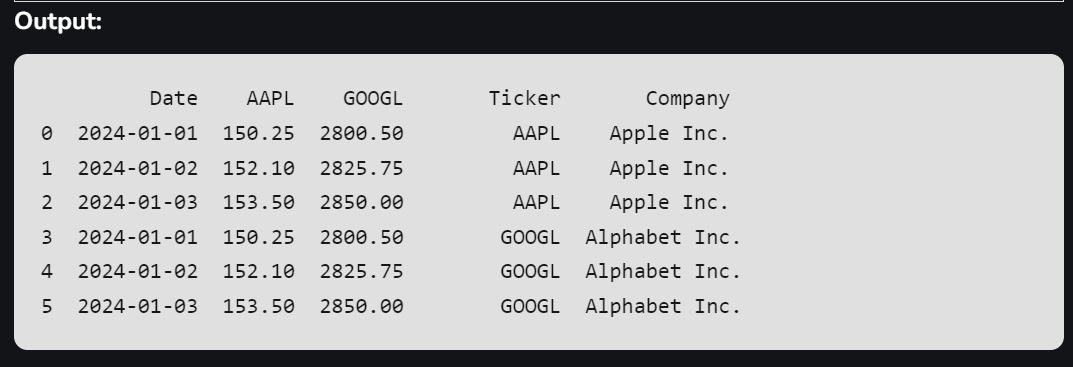 Output:
        Date    AAPL    GOOGL       Ticker       Company
0  2024-01-01  150.25  2800.50         AAPL    Apple Inc.
1  2024-01-02  152.10  2825.75         AAPL    Apple Inc.
2  2024-01-03  153.50  2850.00         AAPL    Apple Inc.
3  2024-01-01  150.25  2800.50        GOOGL  Alphabet Inc.
4  2024-01-02  152.10  2825.75        GOOGL  Alphabet Inc.
5  2024-01-03  153.50  2850.00        GOOGL  Alphabet Inc.